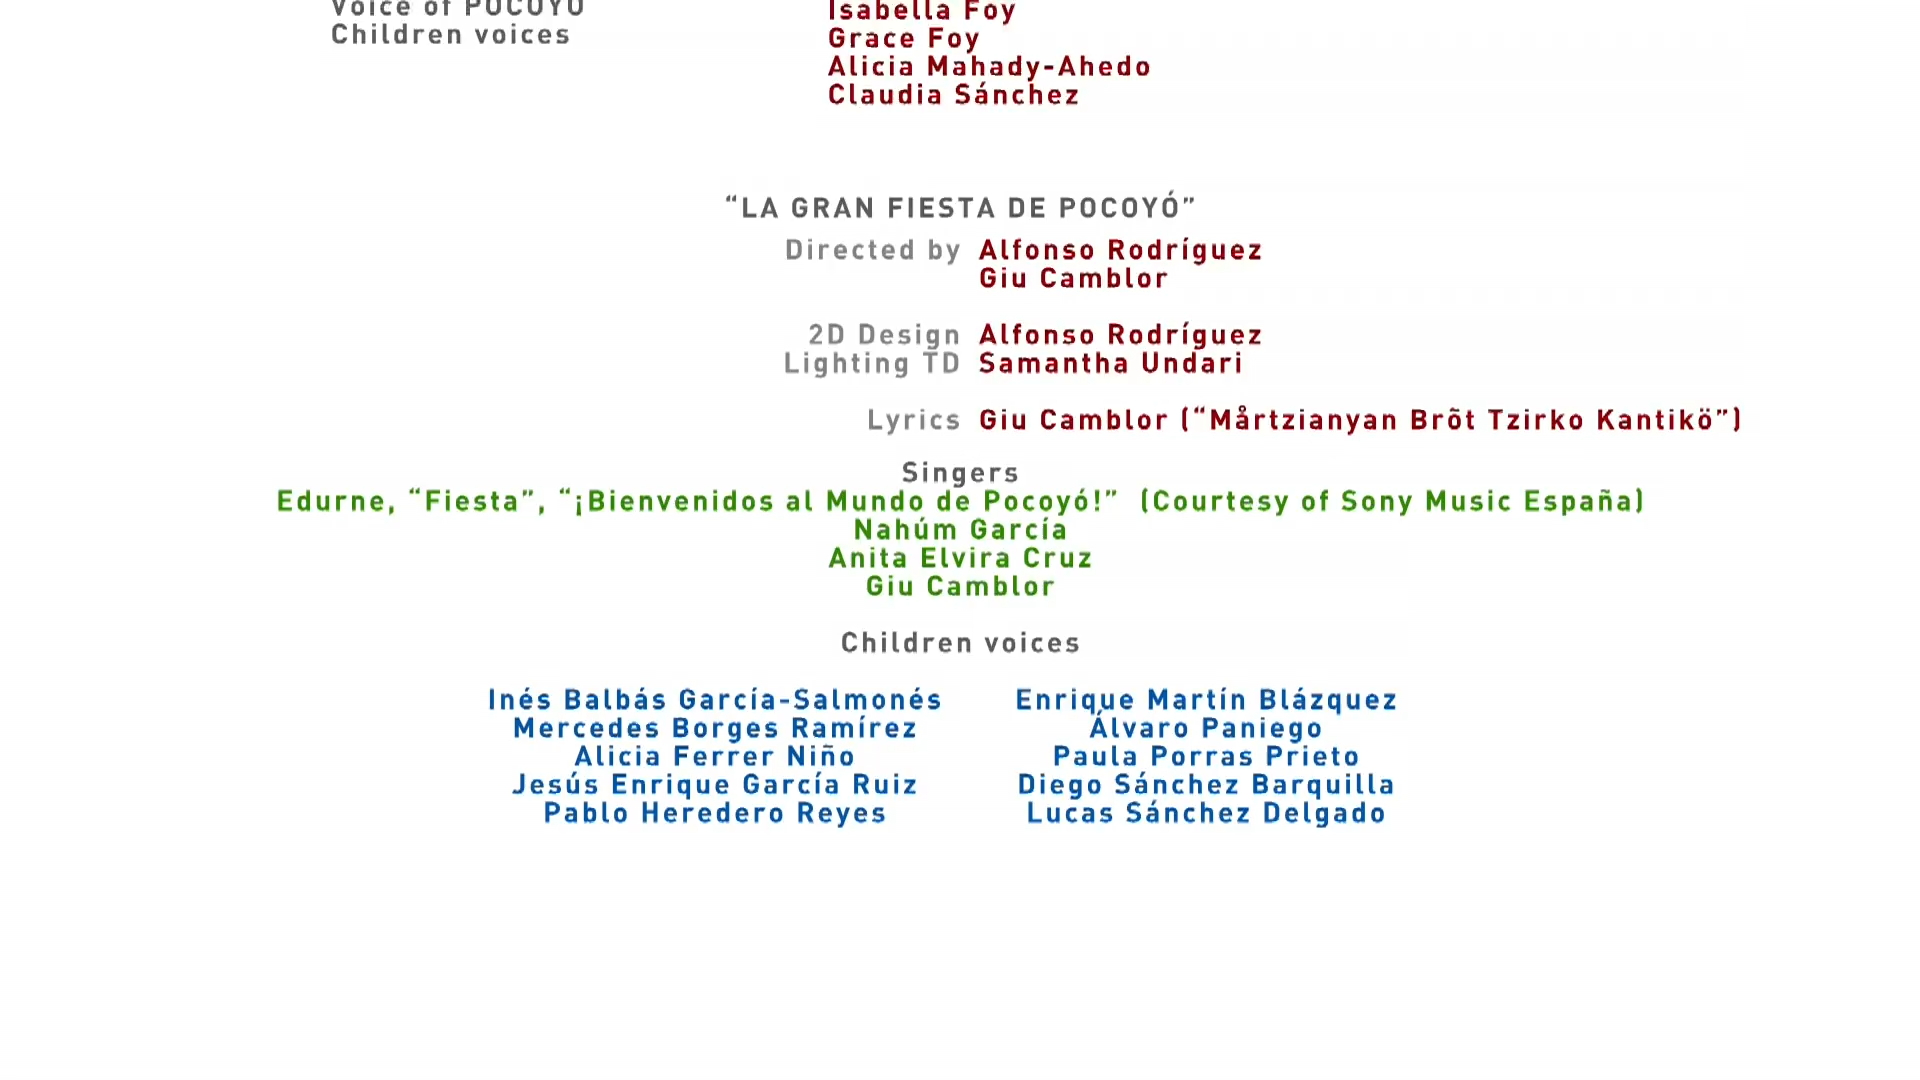 Voice of POCOYO Isabella Foy
Children voices Grace Foy
Alicia Mahady-Ahedo
Claudia Sánchez
“LA GRAN FIESTA DE POCOYÓ”
Directed by Alfonso Rodríguez
Giu Camblor
2D Design Alfonso Rodríguez
Lighting TD Samantha Undari
Lyrics Giu Camblor (“Mårtzianyan Brõt Tzirko Kantikö”)
Singers
Edurne, “Fiesta”, “¡Bienvenidos al Mundo de Pocoyó!” (Courtesy of Sony Music España)
Nahúm García
Anita Elvira Cruz
Giu Camblor
Children voices
Inés Balbás García-Salmonés Enrique Martín Blázquez
Mercedes Borges Ramírez Álvaro Paniego
Alicia Ferrer Niño Paula Porras Prieto
Jesús Enrique García Ruiz Diego Sánchez Barquilla
Pablo Heredero Reyes Lucas Sánchez Delgado